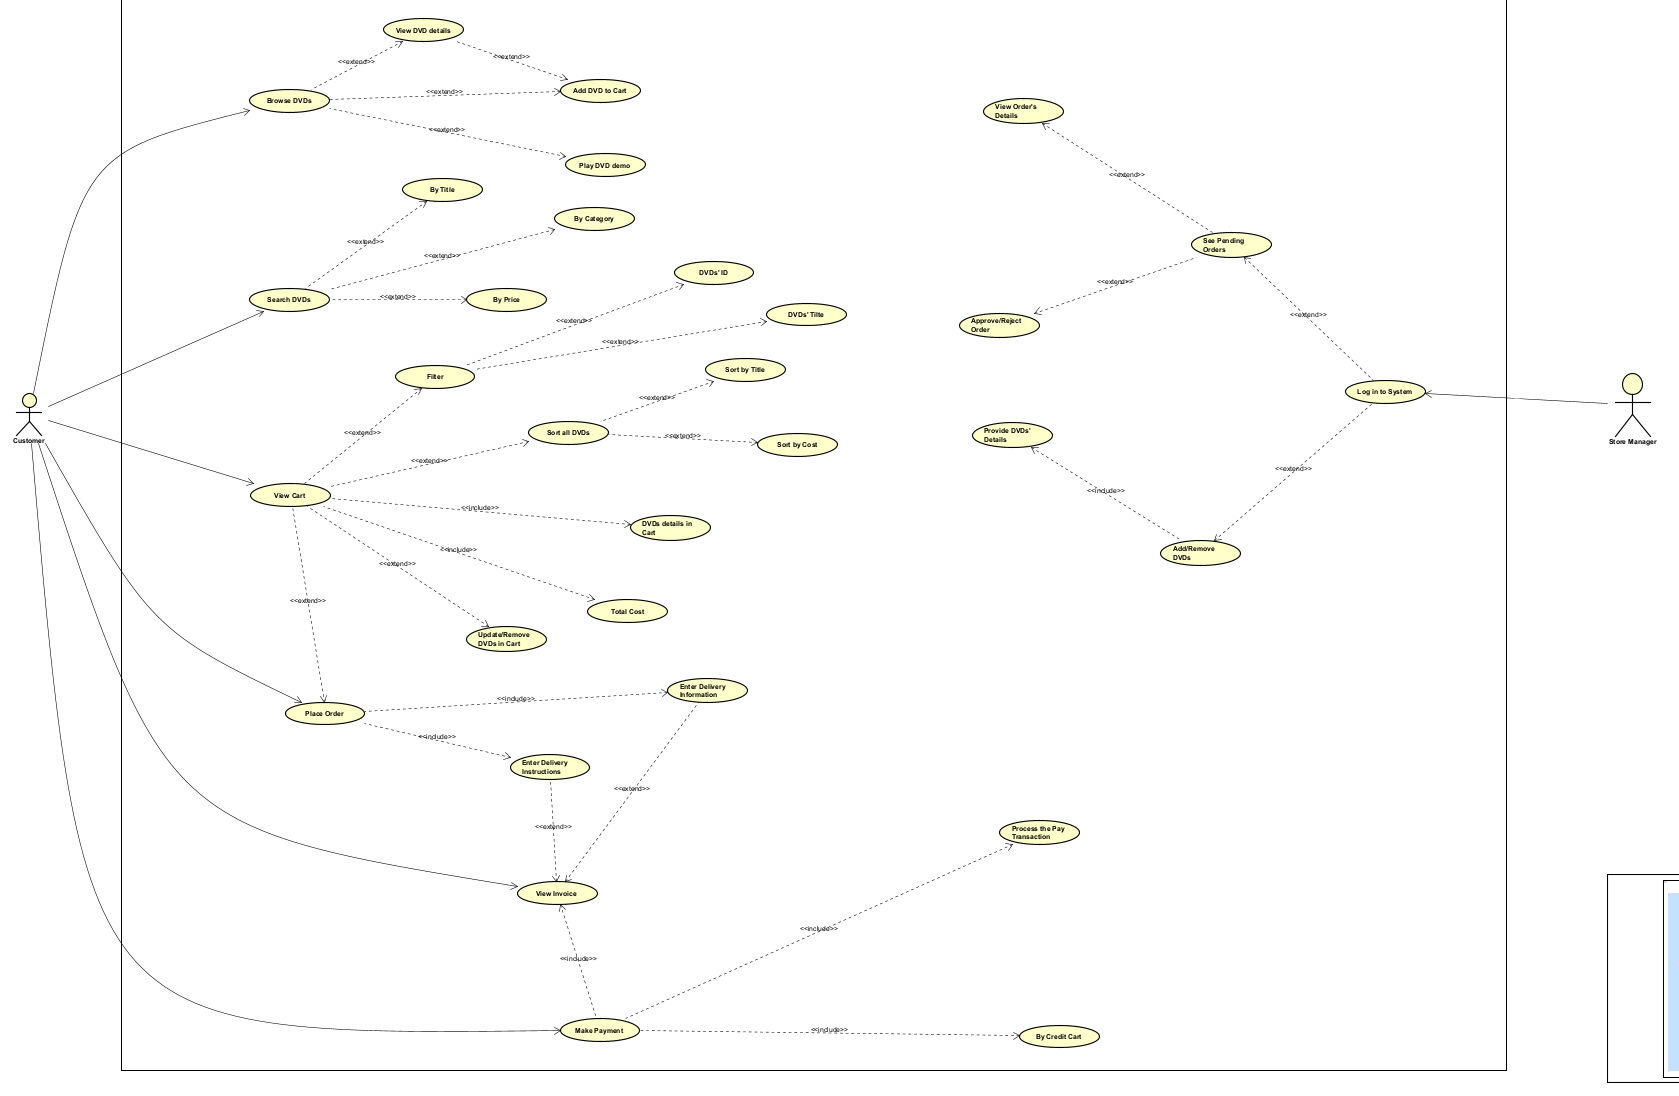 View DVD details
<<extend>>
<<extend>>
Browse DVDs
<<extend>>
Add DVD to Cart
<<extend>>
Play DVD demo
View Order's
Details
By Title
<<extend>>
By Category
<<extend>>
<<extend>>
See Pending
Orders
<<extend>>
Search DVDs
<<extend>>
By Price
DVDs' ID
<<extend>>
DVDs' Tilte
<<extend>>
Approve/Reject
Order
<<extend>>
Filter
Sort by Title
<<extend>>
Log in to System
Customer
Store Manager
<<extend>>
Sort all DVDs
<<extend>>
Sort by Cost
Provide DVDs'
Details
<<extend>>
<<extend>>
View Cart
<<include>>
<<include>>
DVDs details in
Cart
<<include>>
<<extend>>
Add/Remove
DVDs
<<extend>>
Total Cost
Update/Remove
DVDs in Cart
Place Order
<<include>>
Enter Delivery
Information
<<include>>
Enter Delivery
Instructions
<<extend>>
<<extend>>
Process the Pay
Transaction
View Invoice
<<include>>
<<include>>
Make Payment
<<include>>
By Credit Cart